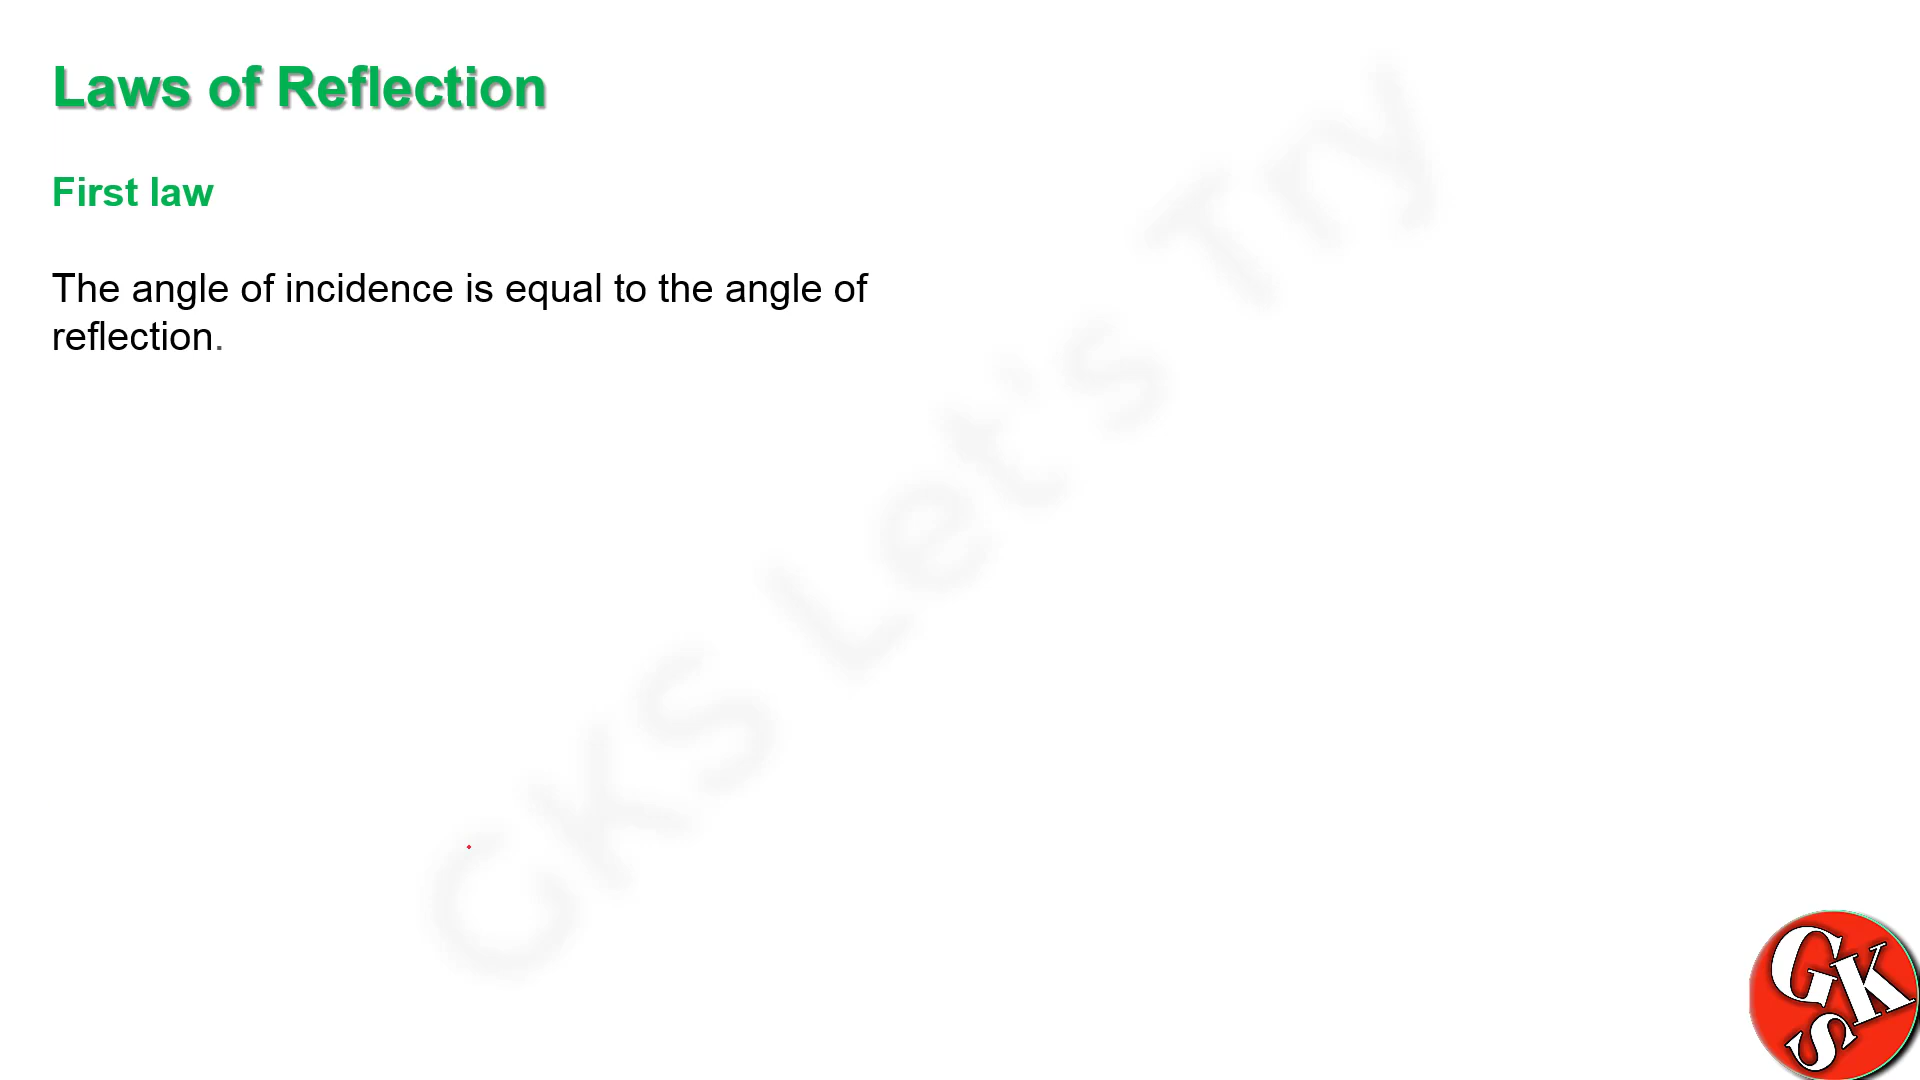 Laws of Reflection
First law
The angle of incidence is equal to the angle of
reflection.
GKS Let's Try
GKS